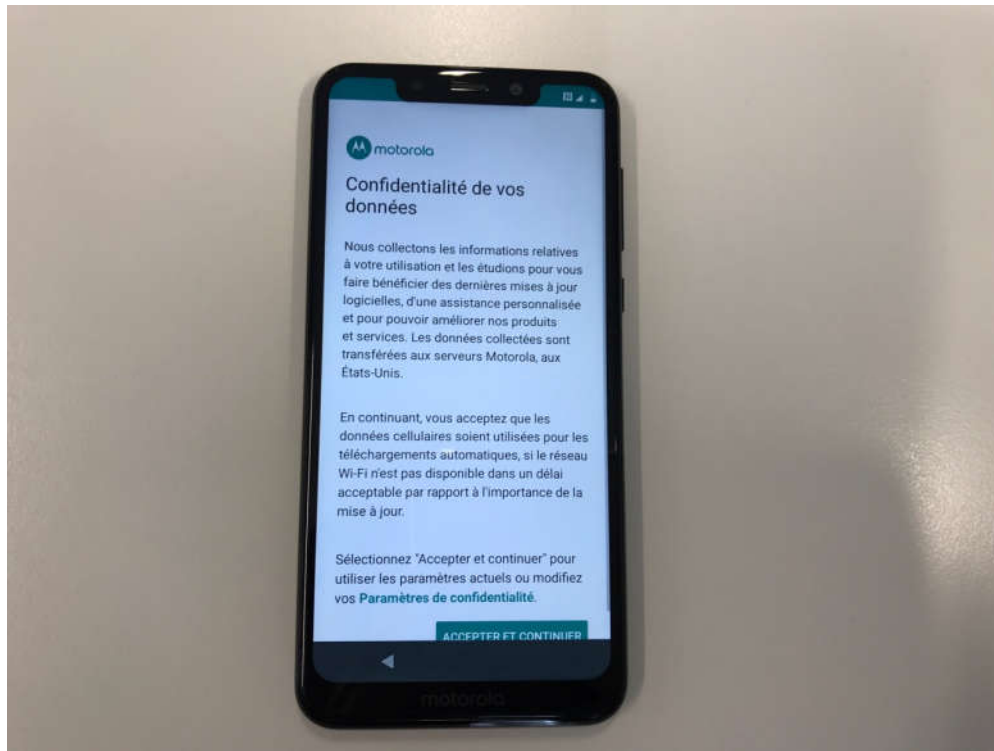 motorola
Confidentialité de vos
données
Nous collectons les informations relatives
à votre utilisation et les étudions pour vous
faire bénéficier des dernières mises à jour
logicielles, d'une assistance personnalisée
et pour pouvoir améliorer nos produits
et services. Les données collectées sont
transférées aux serveurs Motorola, aux
États-Unis.
En continuant, vous acceptez que les
données cellulaires soient utilisées pour les
téléchargements automatiques, si le réseau
Wi-Fi n'est pas disponible dans un délai
acceptable par rapport à l'importance de la
mise à jour.
Sélectionnez "Accepter et continuer" pour
utiliser les paramètres actuels ou modifiez
vos Paramètres de confidentialité.
ACCEPTER ET CONTINUER
motorola